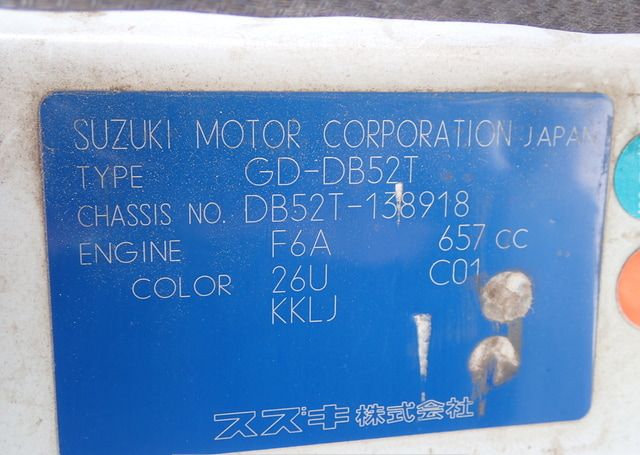 SUZUKI MOTOR CORPORATION JAPAN
TYPE GD-DB52T
CHASSIS NO. DB52T-138918
ENGINE F6A 657 CC
COLOR 26U C01
KKLJ
スズキ株式会社